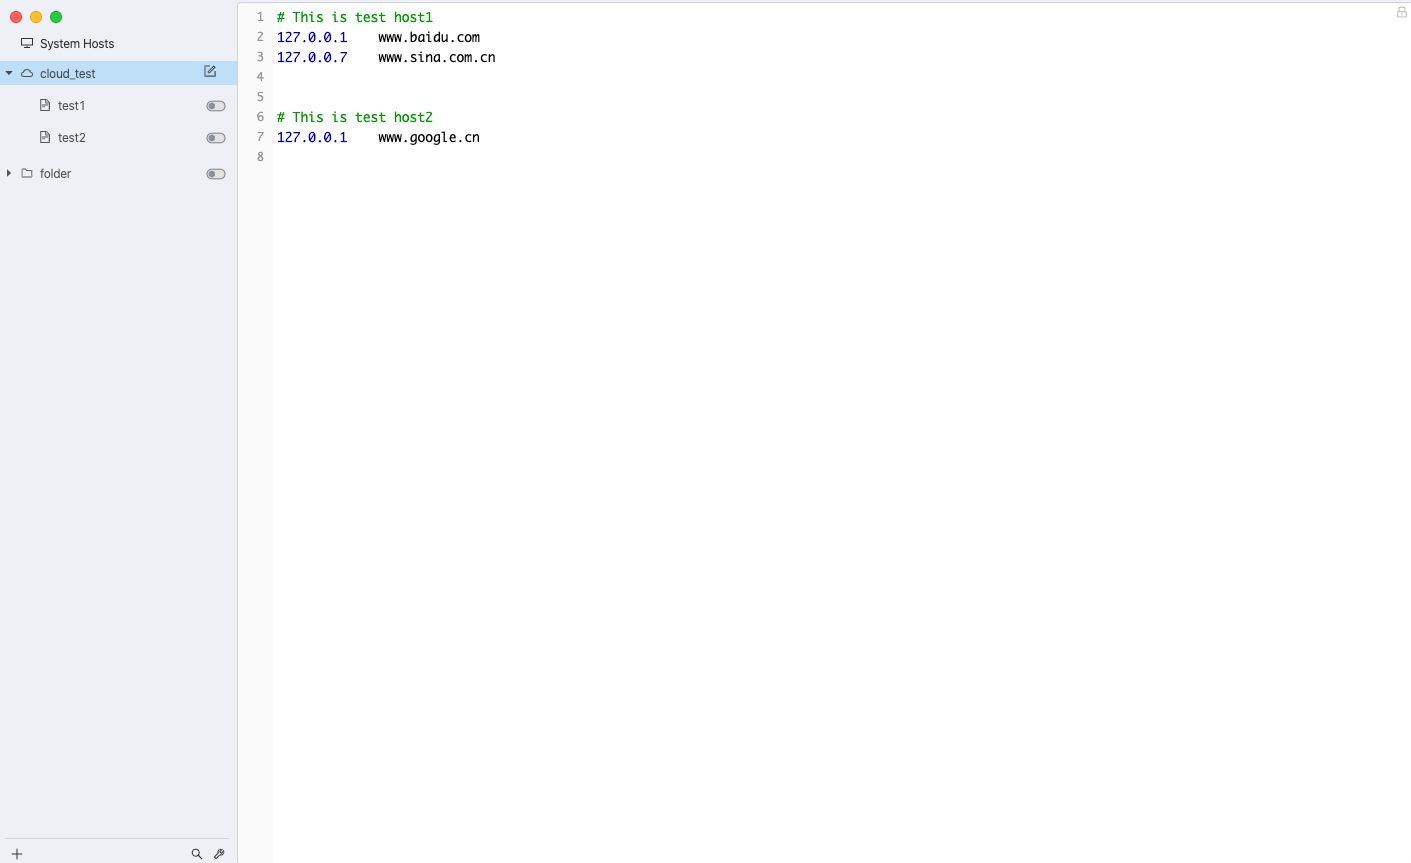 System Hosts
cloud_test
test1
test2
folder
1 # This is test host1
2 127.0.0.1    www.baidu.com
3 127.0.0.7    www.sina.com.cn
4
5
6 # This is test host2
7 127.0.0.1    www.google.cn
8